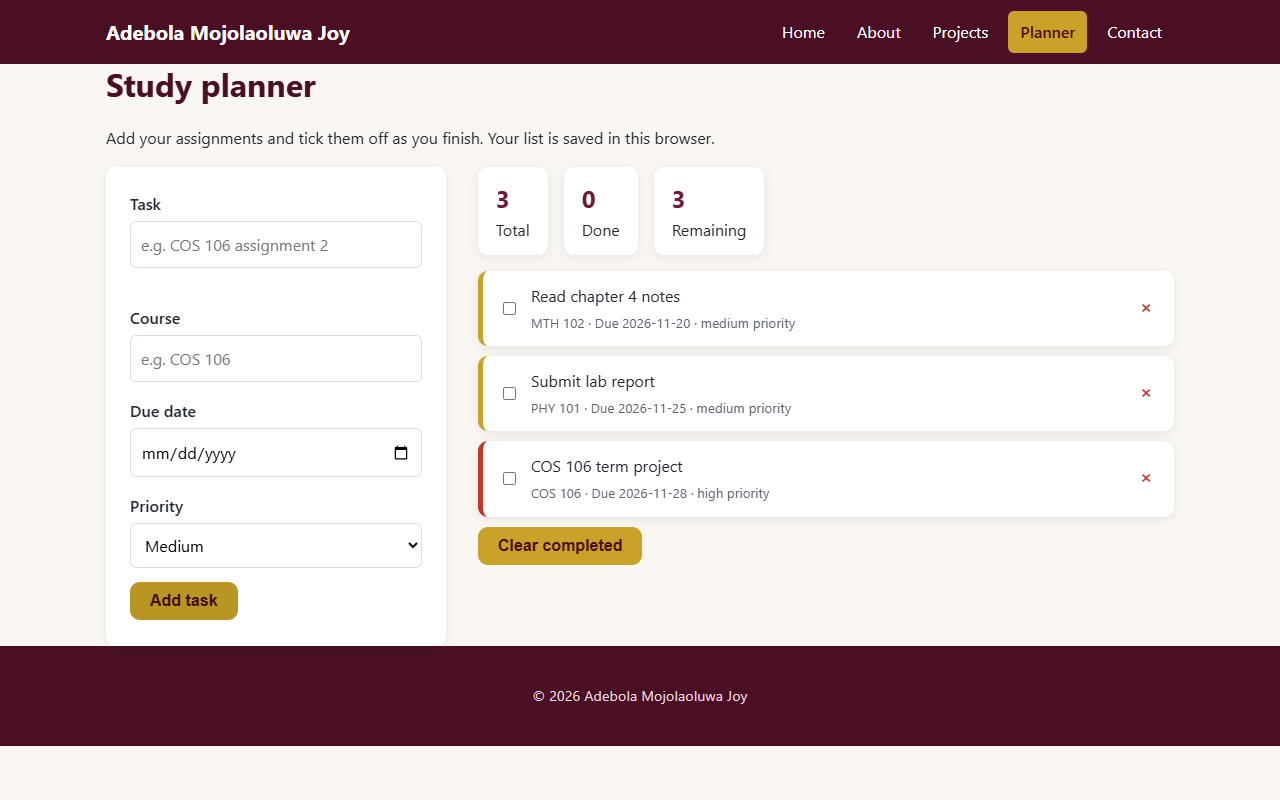 Adebola Mojolaoluwa Joy
Home
About
Projects
Planner
Contact
Study planner
Add your assignments and tick them off as you finish. Your list is saved in this browser.
Task
e.g. COS 106 assignment 2
Course
e.g. COS 106
Due date
mm/dd/yyyy
Priority
Medium
Add task
3
Total
0
Done
3
Remaining
Read chapter 4 notes
MTH 102 · Due 2026-11-20 · medium priority
×
Submit lab report
PHY 101 · Due 2026-11-25 · medium priority
×
COS 106 term project
COS 106 · Due 2026-11-28 · high priority
×
Clear completed
© 2026 Adebola Mojolaoluwa Joy